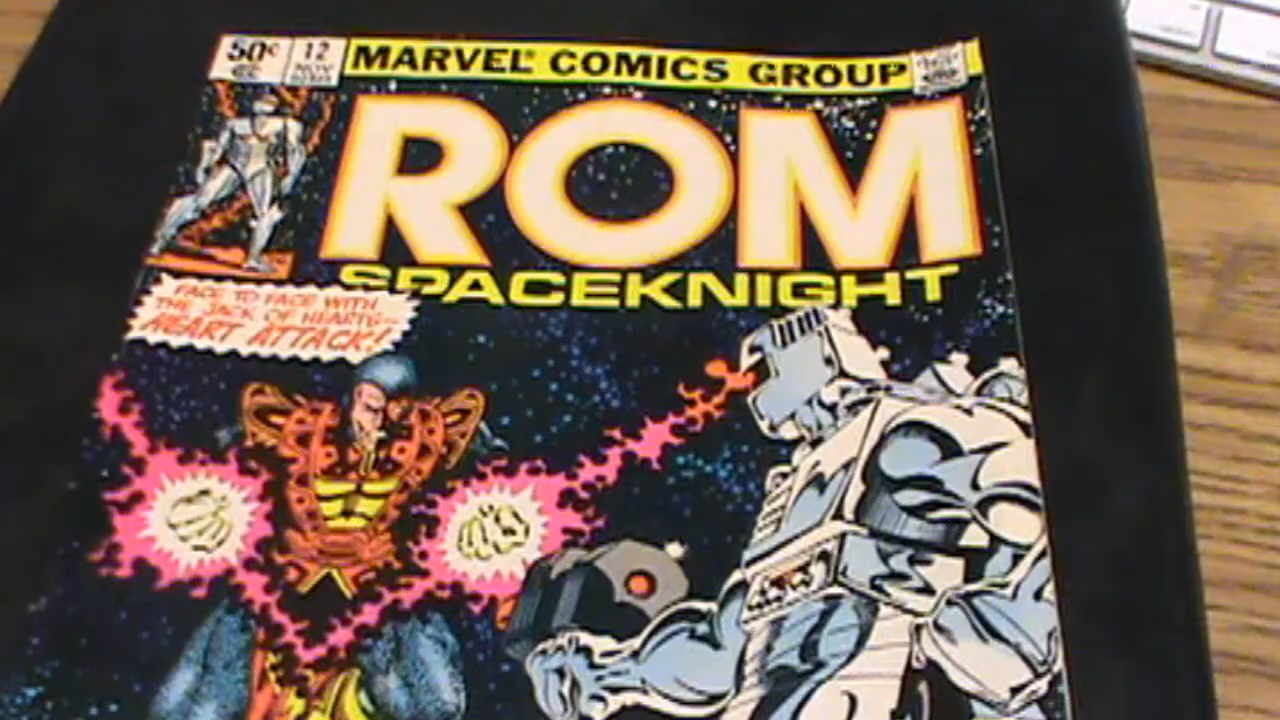 50¢ 12 MARVEL® COMICS GROUP
NOV
ROM
SPACEKNIGHT
FACE TO FACE WITH
THE JACK OF HEARTS--
HEART ATTACK!